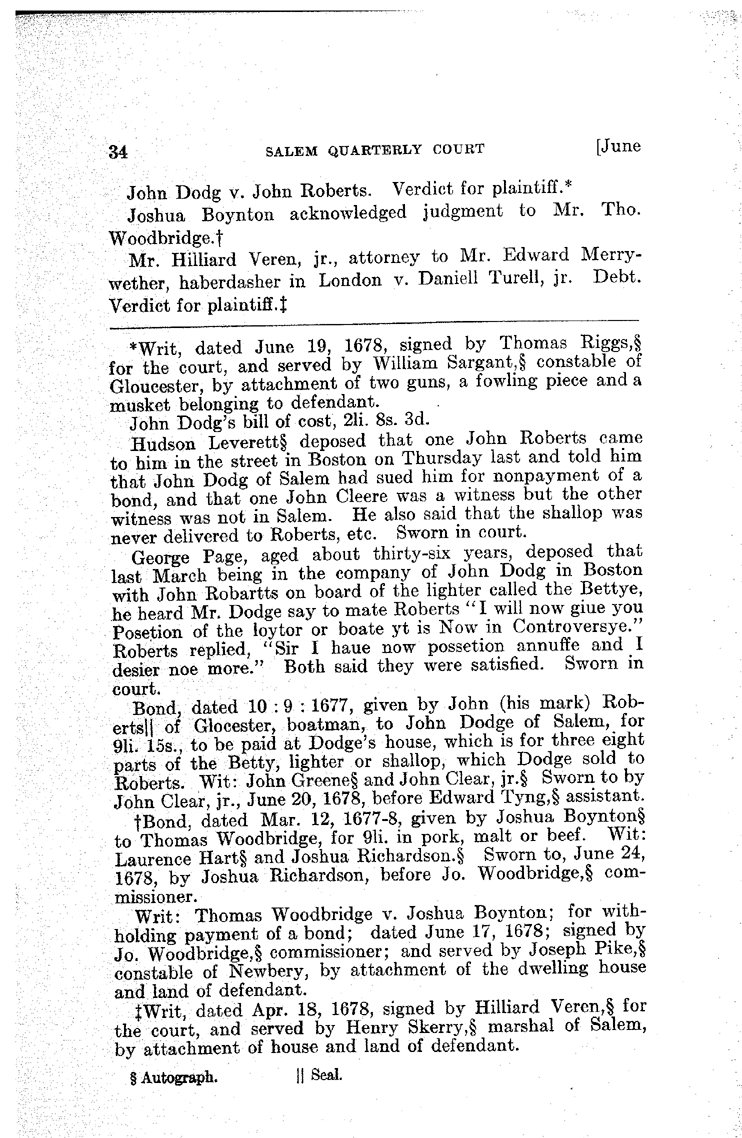 34 SALEM QUARTERLY COURT [June
John Dodg v. John Roberts. Verdict for plaintiff.*
Joshua Boynton acknowledged judgment to Mr. Tho.
Woodbridge.†
Mr. Hilliard Veren, jr., attorney to Mr. Edward Merry-
wether, haberdasher in London v. Daniell Turell, jr. Debt.
Verdict for plaintiff.‡
*Writ, dated June 19, 1678, signed by Thomas Riggs,§
for the court, and served by William Sargant,§ constable of
Gloucester, by attachment of two guns, a fowling piece and a
musket belonging to defendant.
John Dodg's bill of cost, 2li. 8s. 3d.
Hudson Leverett§ deposed that one John Roberts came
to him in the street in Boston on Thursday last and told him
that John Dodg of Salem had sued him for nonpayment of a
bond, and that one John Cleere was a witness but the other
witness was not in Salem. He also said that the shallop was
never delivered to Roberts, etc. Sworn in court.
George Page, aged about thirty-six years, deposed that
last March being in the company of John Dodg in Boston
with John Robartts on board of the lighter called the Bettye,
he heard Mr. Dodge say to mate Roberts "I will now giue you
Posetion of the loytor or boate yt is Now in Controversye."
Roberts replied, "Sir I haue now possetion annuffe and I
desier noe more." Both said they were satisfied. Sworn in
court.
Bond, dated 10 : 9 : 1677, given by John (his mark) Rob-
erts|| of Glocester, boatman, to John Dodge of Salem, for
9li. 15s., to be paid at Dodge's house, which is for three eight
parts of the Betty, lighter or shallop, which Dodge sold to
Roberts. Wit: John Greene§ and John Clear, jr.§ Sworn to by
John Clear, jr., June 20, 1678, before Edward Tyng,§ assistant.
†Bond, dated Mar. 12, 1677-8, given by Joshua Boynton§
to Thomas Woodbridge, for 9li. in pork, malt or beef. Wit:
Laurence Hart§ and Joshua Richardson.§ Sworn to, June 24,
1678, by Joshua Richardson, before Jo. Woodbridge,§ com-
missioner.
Writ: Thomas Woodbridge v. Joshua Boynton; for with-
holding payment of a bond; dated June 17, 1678; signed by
Jo. Woodbridge,§ commissioner; and served by Joseph Pike,§
constable of Newbery, by attachment of the dwelling house
and land of defendant.
‡Writ, dated Apr. 18, 1678, signed by Hilliard Veren,§ for
the court, and served by Henry Skerry,§ marshal of Salem,
by attachment of house and land of defendant.
§ Autograph. || Seal.